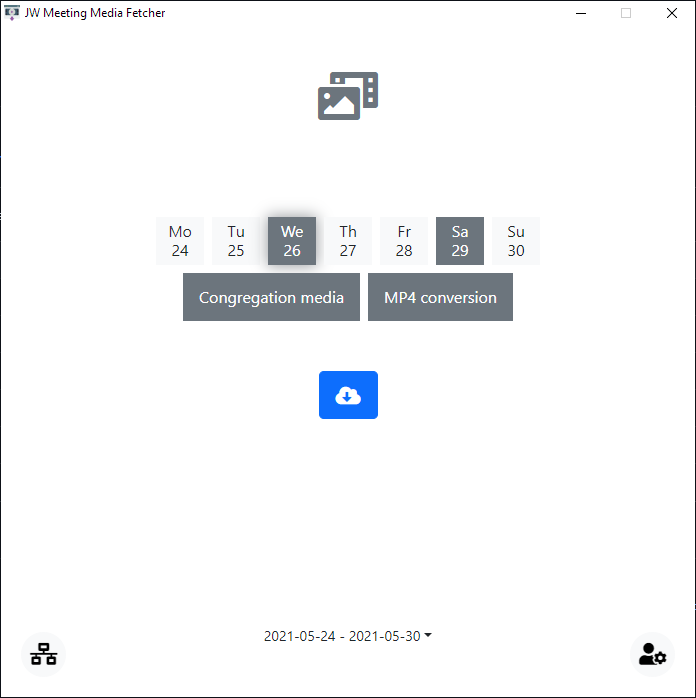 JW Meeting Media Fetcher
Mo Tu We Th Fr Sa Su
24 25 26 27 28 29 30
Congregation media MP4 conversion
2021-05-24 - 2021-05-30